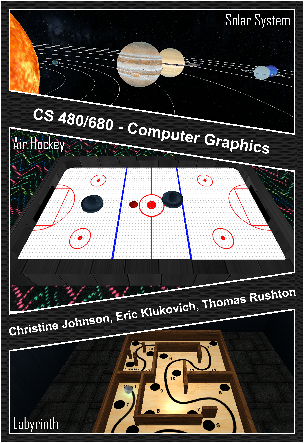 Solar System
CS 480/680 - Computer Graphics
Air Hockey
Christine Johnson, Eric Klukovich, Thomas Rushton
Labyrinth